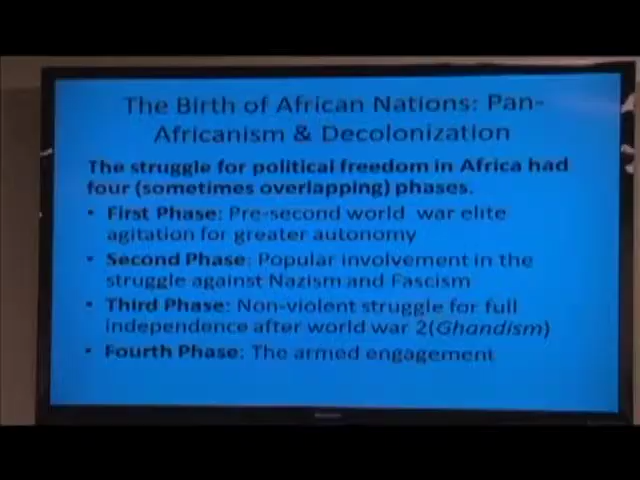 The Birth of African Nations: Pan-
Africanism & Decolonization
The struggle for political freedom in Africa had
four (sometimes overlapping) phases.
• First Phase: Pre-second world war elite
agitation for greater autonomy
• Second Phase: Popular involvement in the
struggle against Nazism and Fascism
• Third Phase: Non-violent struggle for full
independence after world war 2(Ghandism)
• Fourth Phase: The armed engagement